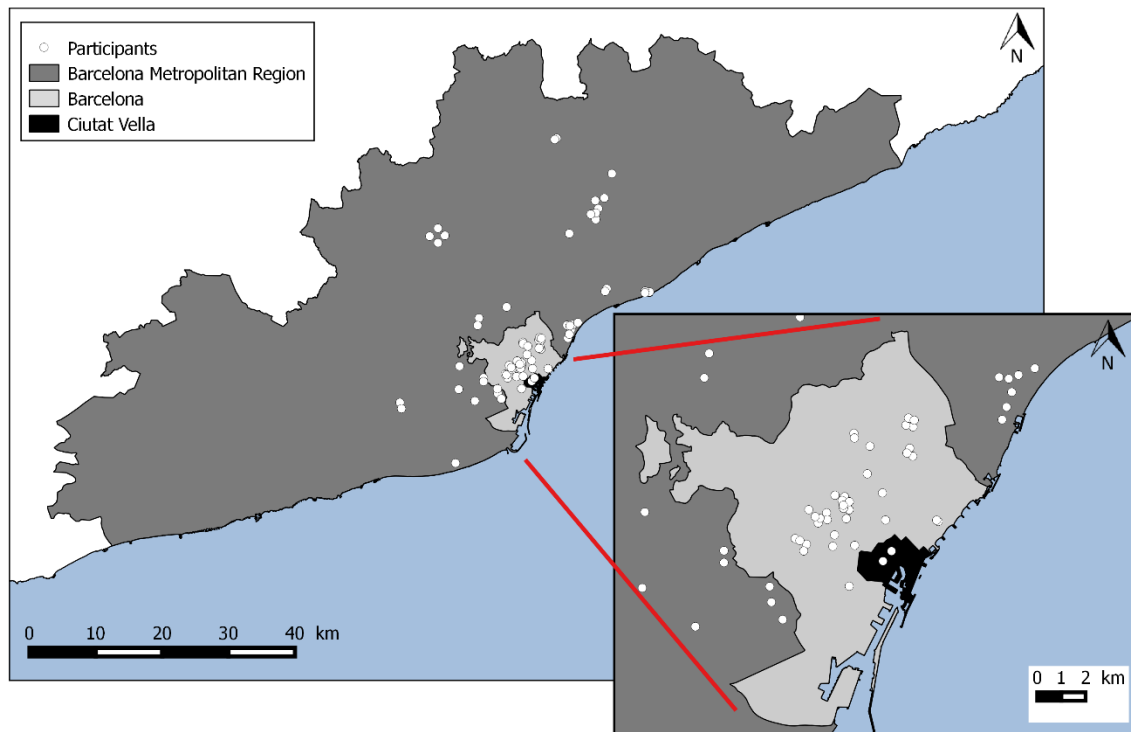 Participants
Barcelona Metropolitan Region
Barcelona
Ciutat Vella
N
N
0 10 20 30 40 km
0 1 2 km